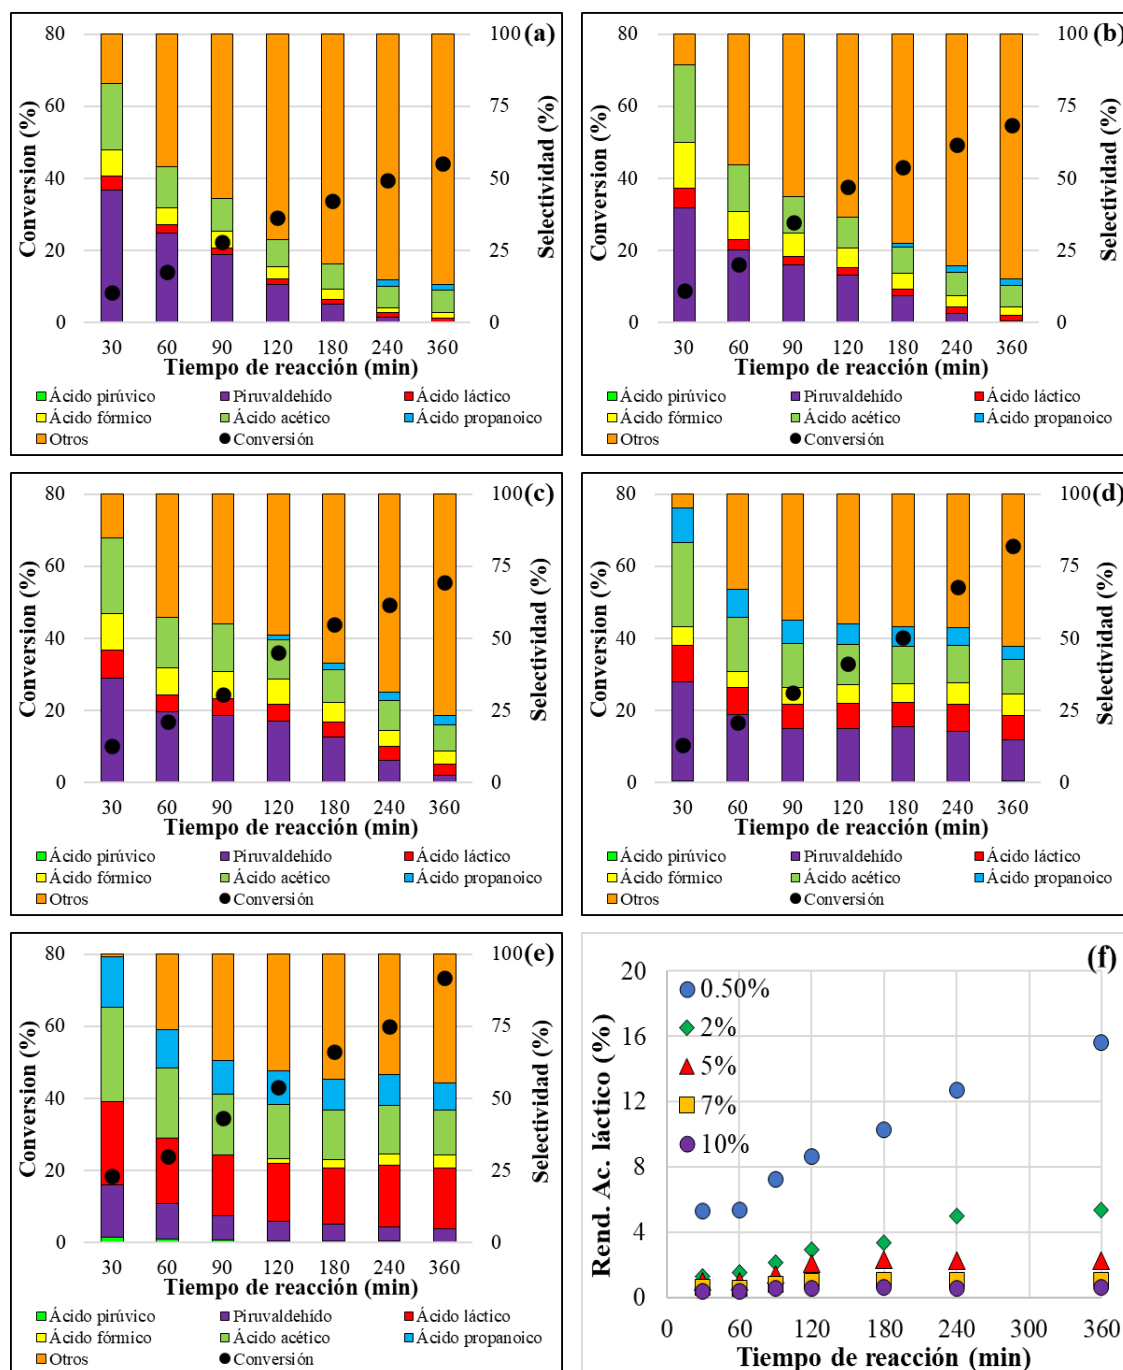 (a)
Conversion (%)
Selectividad (%)
80
60
40
20
0
100
75
50
25
0
30 60 90 120 180 240 360
Tiempo de reacción (min)
Ácido pirúvico Piruvaldehído Ácido láctico
Ácido fórmico Ácido acético Ácido propanoico
Otros Conversión
(b)
Conversion (%)
Selectividad (%)
80
60
40
20
0
100
75
50
25
0
30 60 90 120 180 240 360
Tiempo de reacción (min)
Ácido pirúvico Piruvaldehído Ácido láctico
Ácido fórmico Ácido acético Ácido propanoico
Otros Conversión
(c)
Conversion (%)
Selectividad (%)
80
60
40
20
0
100
75
50
25
0
30 60 90 120 180 240 360
Tiempo de reacción (min)
Ácido pirúvico Piruvaldehído Ácido láctico
Ácido fórmico Ácido acético Ácido propanoico
Otros Conversión
(d)
Conversion (%)
Selectividad (%)
80
60
40
20
0
100
75
50
25
0
30 60 90 120 180 240 360
Tiempo de reacción (min)
Ácido pirúvico Piruvaldehído Ácido láctico
Ácido fórmico Ácido acético Ácido propanoico
Otros Conversión
(e)
Conversion (%)
Selectividad (%)
80
60
40
20
0
100
75
50
25
0
30 60 90 120 180 240 360
Tiempo de reacción (min)
Ácido pirúvico Piruvaldehído Ácido láctico
Ácido fórmico Ácido acético Ácido propanoico
Otros Conversión
(f)
Rend. Ac. láctico (%)
20
16
12
8
4
0
0.50%
2%
5%
7%
10%
0 60 120 180 240 300 360
Tiempo de reacción (min)